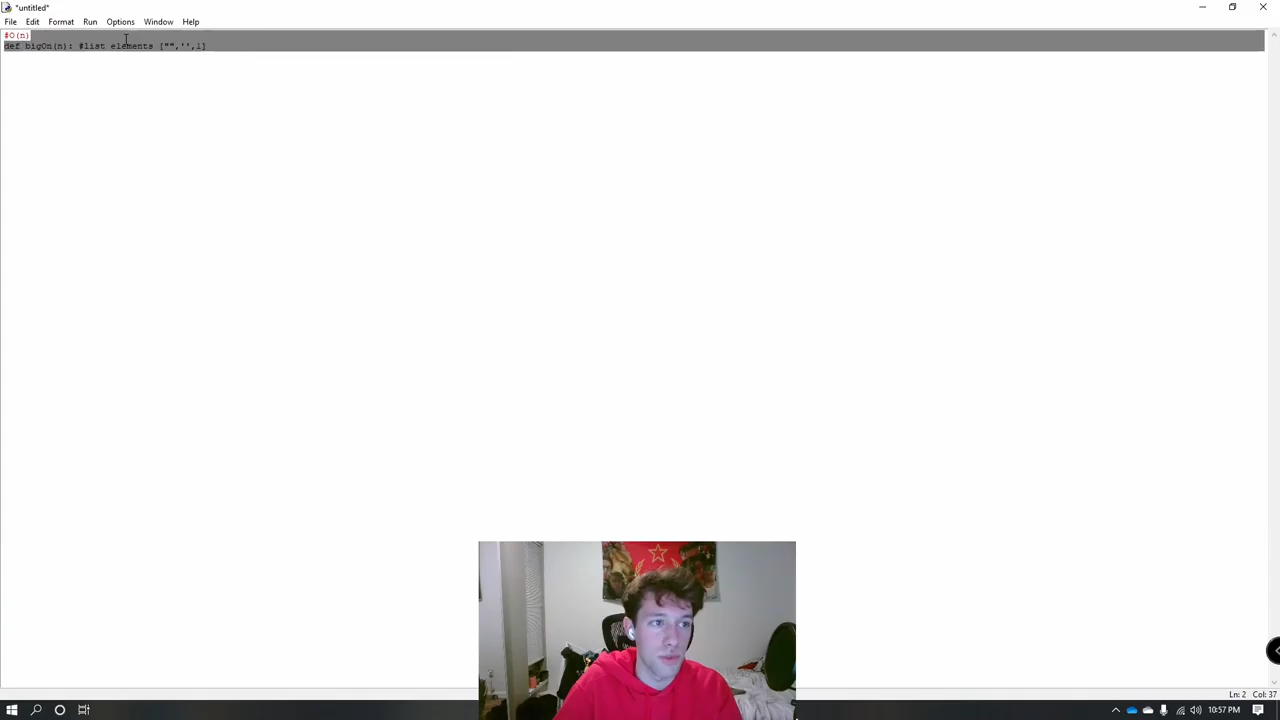 *untitled*
File Edit Format Run Options Window Help
#O(n)
def bigOn(n): #list elements ["",'',1]
Ln: 2 Col: 37
10:57 PM